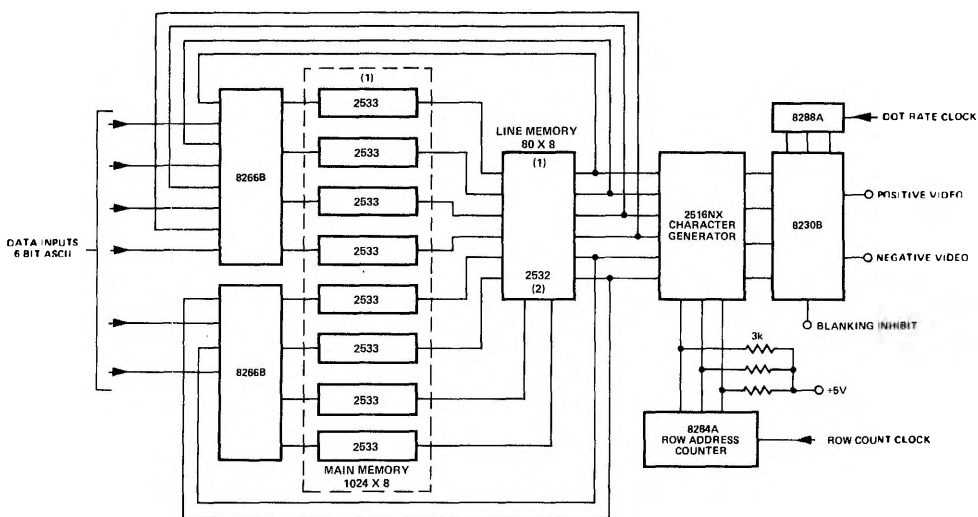 (1)
2533
2533
2533
2533
2533
2533
2533
2533
MAIN MEMORY
1024 X 8
DATA INPUTS
6 BIT ASCII
8266B
8266B
LINE MEMORY
80 X 8
(1)
2532
(2)
2516NX
CHARACTER
GENERATOR
8288A
DOT RATE CLOCK
8230B
POSITIVE VIDEO
NEGATIVE VIDEO
BLANKING INHIBIT
3k
+5V
8284A
ROW ADDRESS
COUNTER
ROW COUNT CLOCK